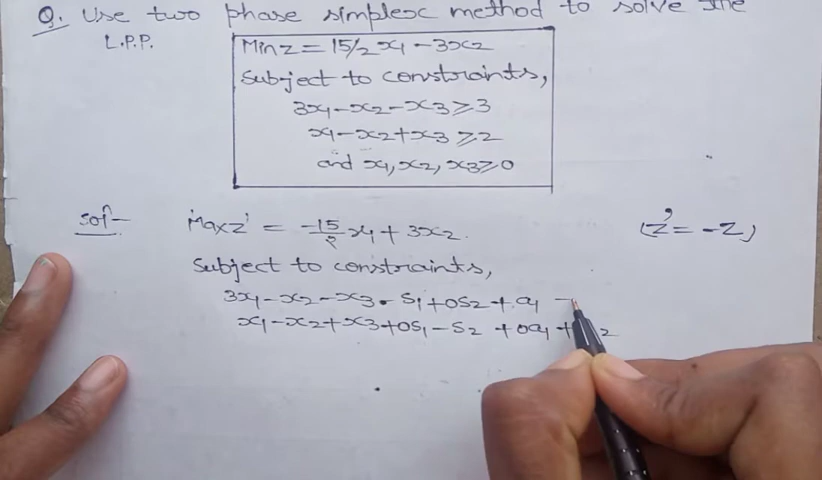 Q. Use two phase simplex method to solve the
L.P.P.
Min z = 15/2 x1 - 3x2
Subject to constraints,
3x1 - x2 - x3 ≥ 3
x1 - x2 + x3 ≥ 2
and x1, x2, x3 ≥ 0
Sol:-
Max z' = -15/2 x1 + 3x2.
(z' = -z)
Subject to constraints,
3x1 - x2 - x3 - s1 + 0s2 + a1
x1 - x2 + x3 + 0s1 - s2 + 0a1 + 2